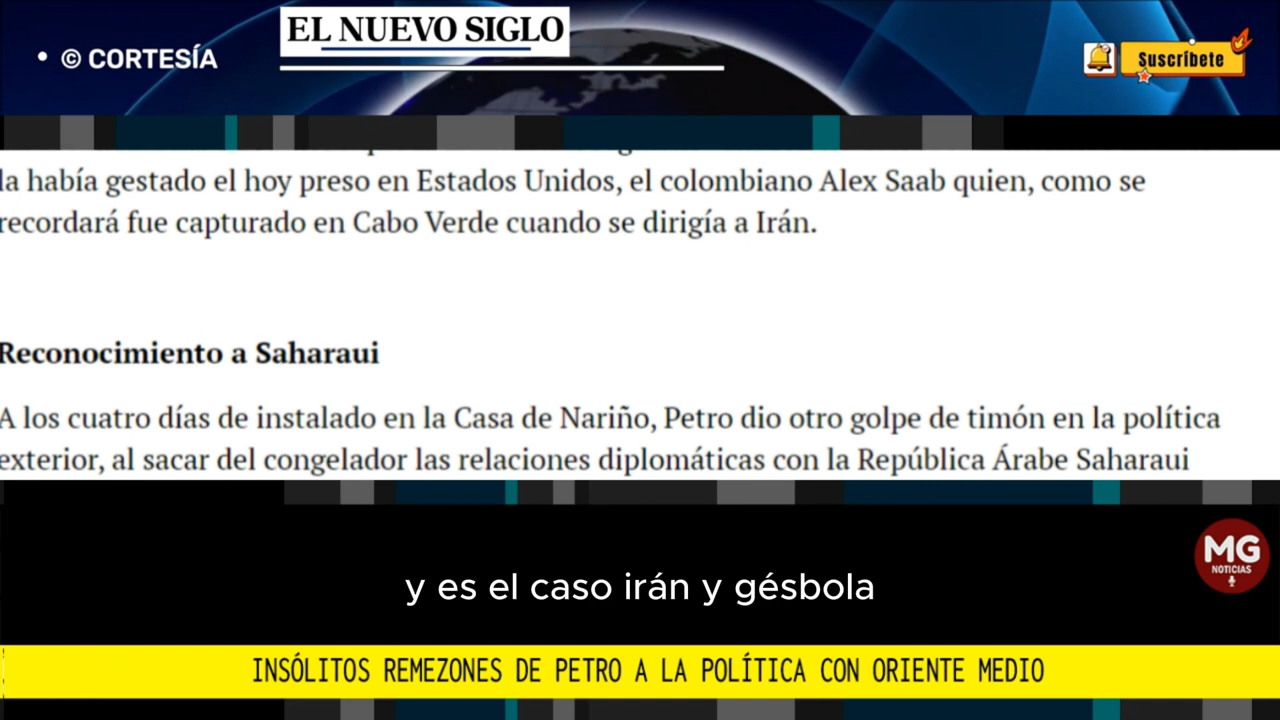 EL NUEVO SIGLO
• © CORTESÍA
Suscríbete
la había gestado el hoy preso en Estados Unidos, el colombiano Alex Saab quien, como se
recordará fue capturado en Cabo Verde cuando se dirigía a Irán.
Reconocimiento a Saharaui
A los cuatro días de instalado en la Casa de Nariño, Petro dio otro golpe de timón en la política
exterior, al sacar del congelador las relaciones diplomáticas con la República Árabe Saharaui
MG
NOTICIAS
y es el caso irán y gésbola
INSÓLITOS REMEZONES DE PETRO A LA POLÍTICA CON ORIENTE MEDIO